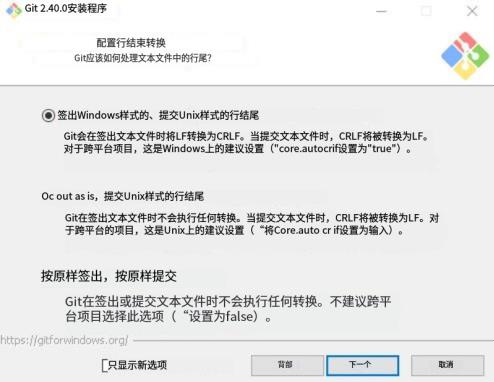 Git 2.40.0安装程序
配置行结束转换
Git应该如何处理文本文件中的行尾？
签出Windows样式的、提交Unix样式的行结尾
Git会在签出文本文件时将LF转换为CRLF。当提交文本文件时，CRLF将被转换为LF。
对于跨平台项目，这是Windows上的建议设置（"core.autocrif设置为"true"）。
Oc out as is，提交Unix样式的行结尾
Git在签出文本文件时不会执行任何转换。当提交文本文件时，CRLF将被转换为LF。对
于跨平台的项目，这是Unix上的建议设置（“将Core.auto cr if设置为输入）。
按原样签出，按原样提交
Git在签出或提交文本文件时不会执行任何转换。不建议跨平
台项目选择此选项（“设置为false）。
https://gitforwindows.org/
只显示新选项
背部
下一个
取消